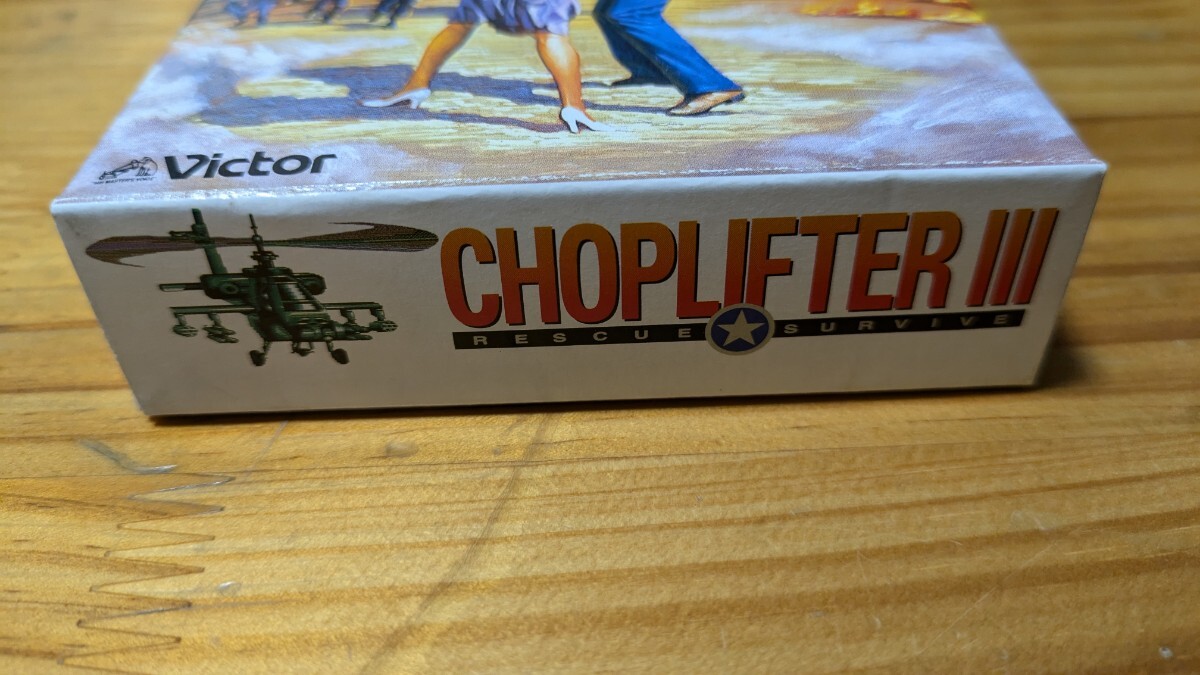 Victor
CHOPLIFTER III
RESCUE SURVIVE